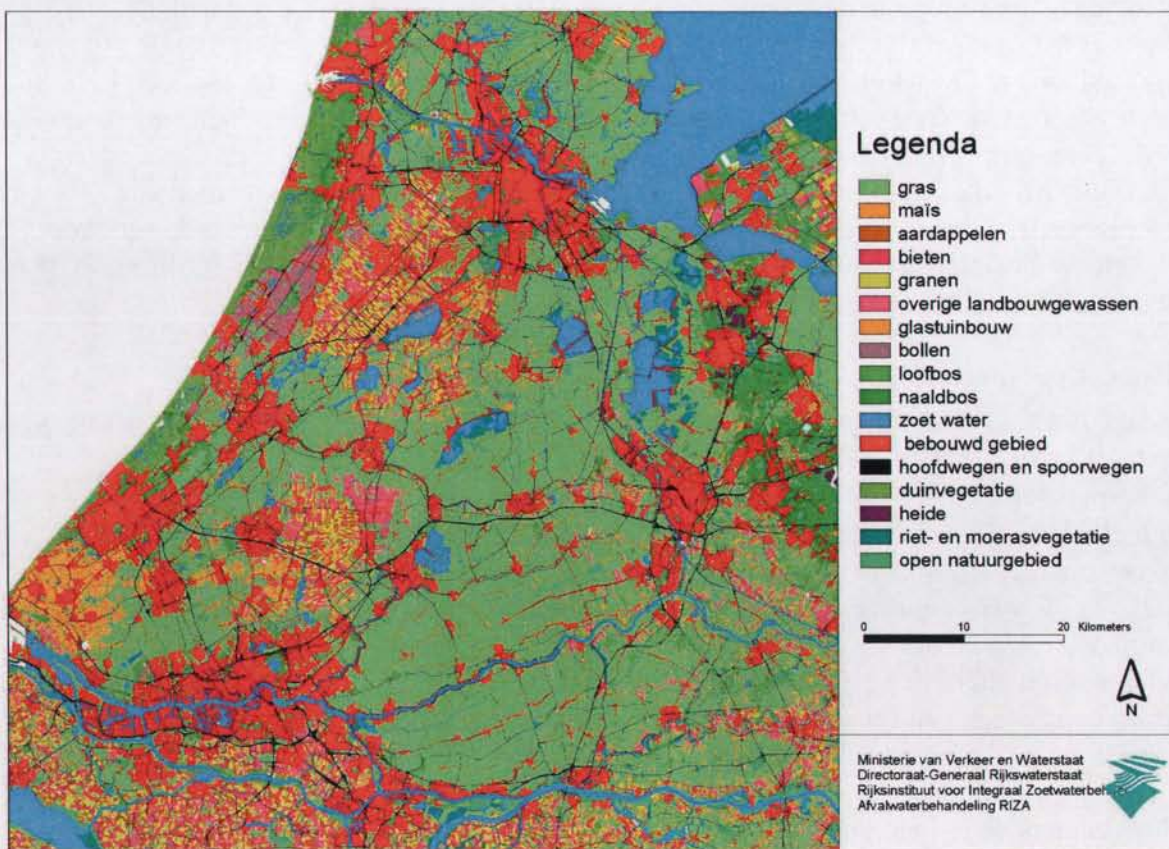 Legenda
gras
maïs
aardappelen
bieten
granen
overige landbouwgewassen
glastuinbouw
bollen
loofbos
naaldbos
zoet water
bebouwd gebied
hoofdwegen en spoorwegen
duinvegetatie
heide
riet- en moerasvegetatie
open natuurgebied
0 10 20 Kilometers
N
Ministerie van Verkeer en Waterstaat
Directoraat-Generaal Rijkswaterstaat
Rijksinstituut voor Integraal
Afvalwaterbehandeling RIZA